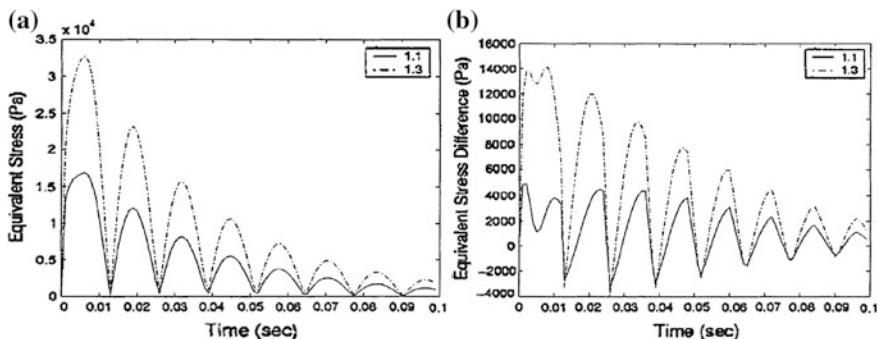 (a)
x 10⁴
3.5
3
2.5
2
1.5
1
0.5
0
Equivalent Stress (Pa)
0 0.01 0.02 0.03 0.04 0.05 0.06 0.07 0.08 0.09 0.1
Time (sec)
1.1
1.3
(b)
16000
14000
12000
10000
8000
6000
4000
2000
0
−2000
−4000
Equivalent Stress Difference (Pa)
0 0.01 0.02 0.03 0.04 0.05 0.06 0.07 0.08 0.09 0.1
Time (sec)
1.1
1.3